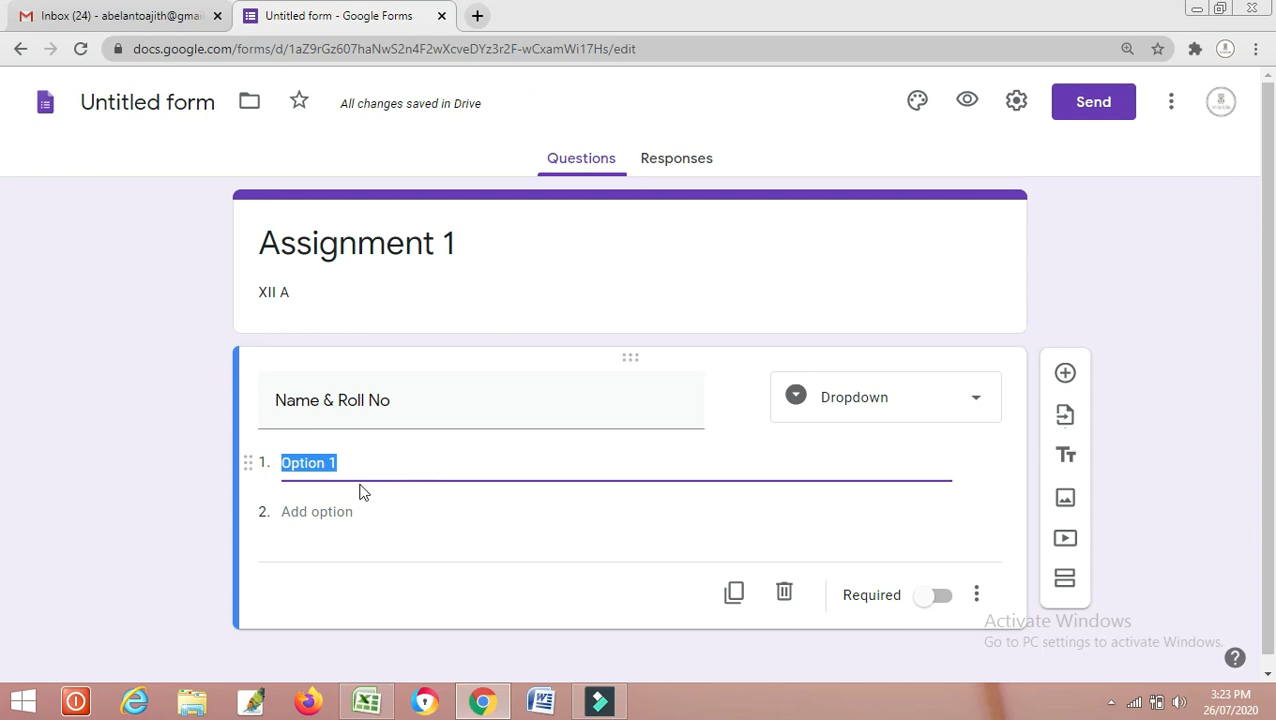 Inbox (24) - abelantoajith@gmai
Untitled form - Google Forms
docs.google.com/forms/d/1aZ9rGz607haNwS2n4F2wXcveDYz3r2F-wCxamWi17Hs/edit
Untitled form
All changes saved in Drive
Send
Questions
Responses
Assignment 1
XII A
Name & Roll No
Dropdown
1. Option 1
2. Add option
Required
Activate Windows
Go to PC settings to activate Windows.
3:23 PM
26/07/2020